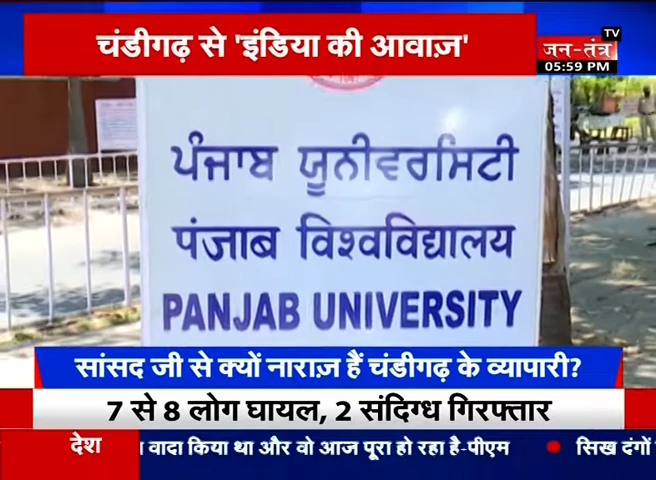 चंडीगढ़ से 'इंडिया की आवाज़'
TV
जन-तंत्र
05:59 PM
ਪੰਜਾਬ ਯੂਨੀਵਰਸਿਟੀ
पंजाब विश्वविद्यालय
PANJAB UNIVERSITY
सांसद जी से क्यों नाराज़ हैं चंडीगढ़ के व्यापारी?
7 से 8 लोग घायल, 2 संदिग्ध गिरफ्तार
देश
वादा किया था और वो आज पूरा हो रहा है-पीएम
सिख दंगों